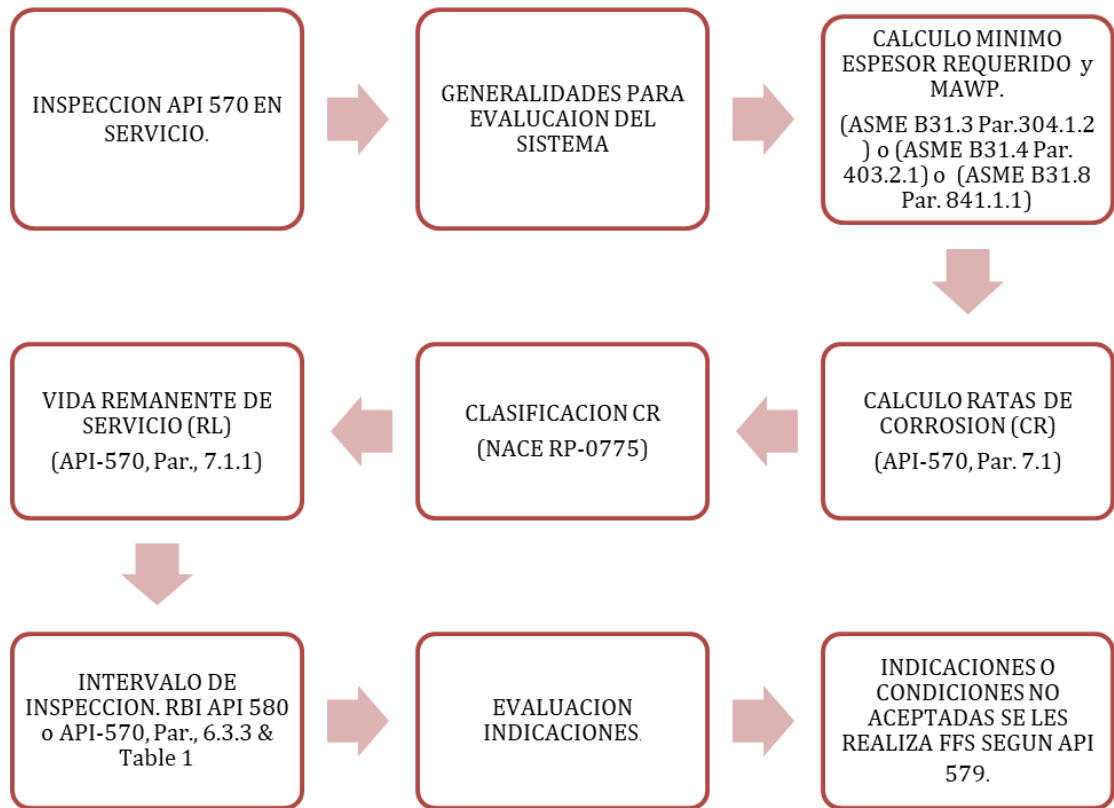 INSPECCION API 570 EN
SERVICIO.
GENERALIDADES PARA
EVALUCAION DEL
SISTEMA
CALCULO MINIMO
ESPESOR REQUERIDO y
MAWP.
(ASME B31.3 Par.304.1.2
) o (ASME B31.4 Par.
403.2.1) o (ASME B31.8
Par. 841.1.1)
CALCULO RATAS DE
CORROSION (CR)
(API-570, Par. 7.1)
CLASIFICACION CR
(NACE RP-0775)
VIDA REMANENTE DE
SERVICIO (RL)
(API-570, Par., 7.1.1)
INTERVALO DE
INSPECCION. RBI API 580
o API-570, Par., 6.3.3 &
Table 1
EVALUACION
INDICACIONES.
INDICACIONES O
CONDICIONES NO
ACEPTADAS SE LES
REALIZA FFS SEGUN API
579.